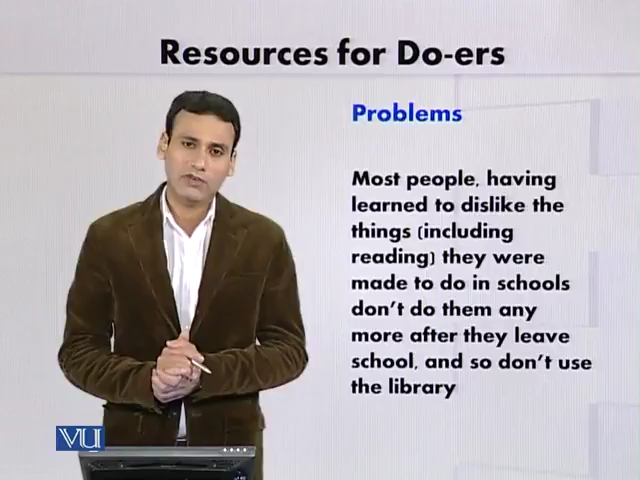 Resources for Do-ers
Problems
Most people, having
learned to dislike the
things (including
reading) they were
made to do in schools
don't do them any
more after they leave
school, and so don't use
the library
VU